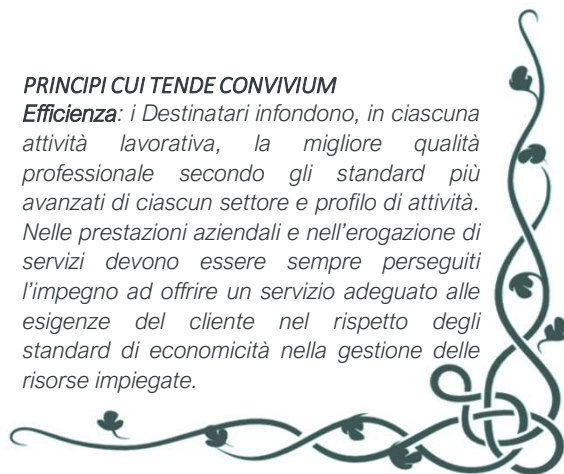 PRINCIPI CUI TENDE CONVIVIUM
Efficienza: i Destinatari infondono, in ciascuna
attività lavorativa, la migliore qualità
professionale secondo gli standard più
avanzati di ciascun settore e profilo di attività.
Nelle prestazioni aziendali e nell'erogazione di
servizi devono essere sempre perseguiti
l'impegno ad offrire un servizio adeguato alle
esigenze del cliente nel rispetto degli
standard di economicità nella gestione delle
risorse impiegate.